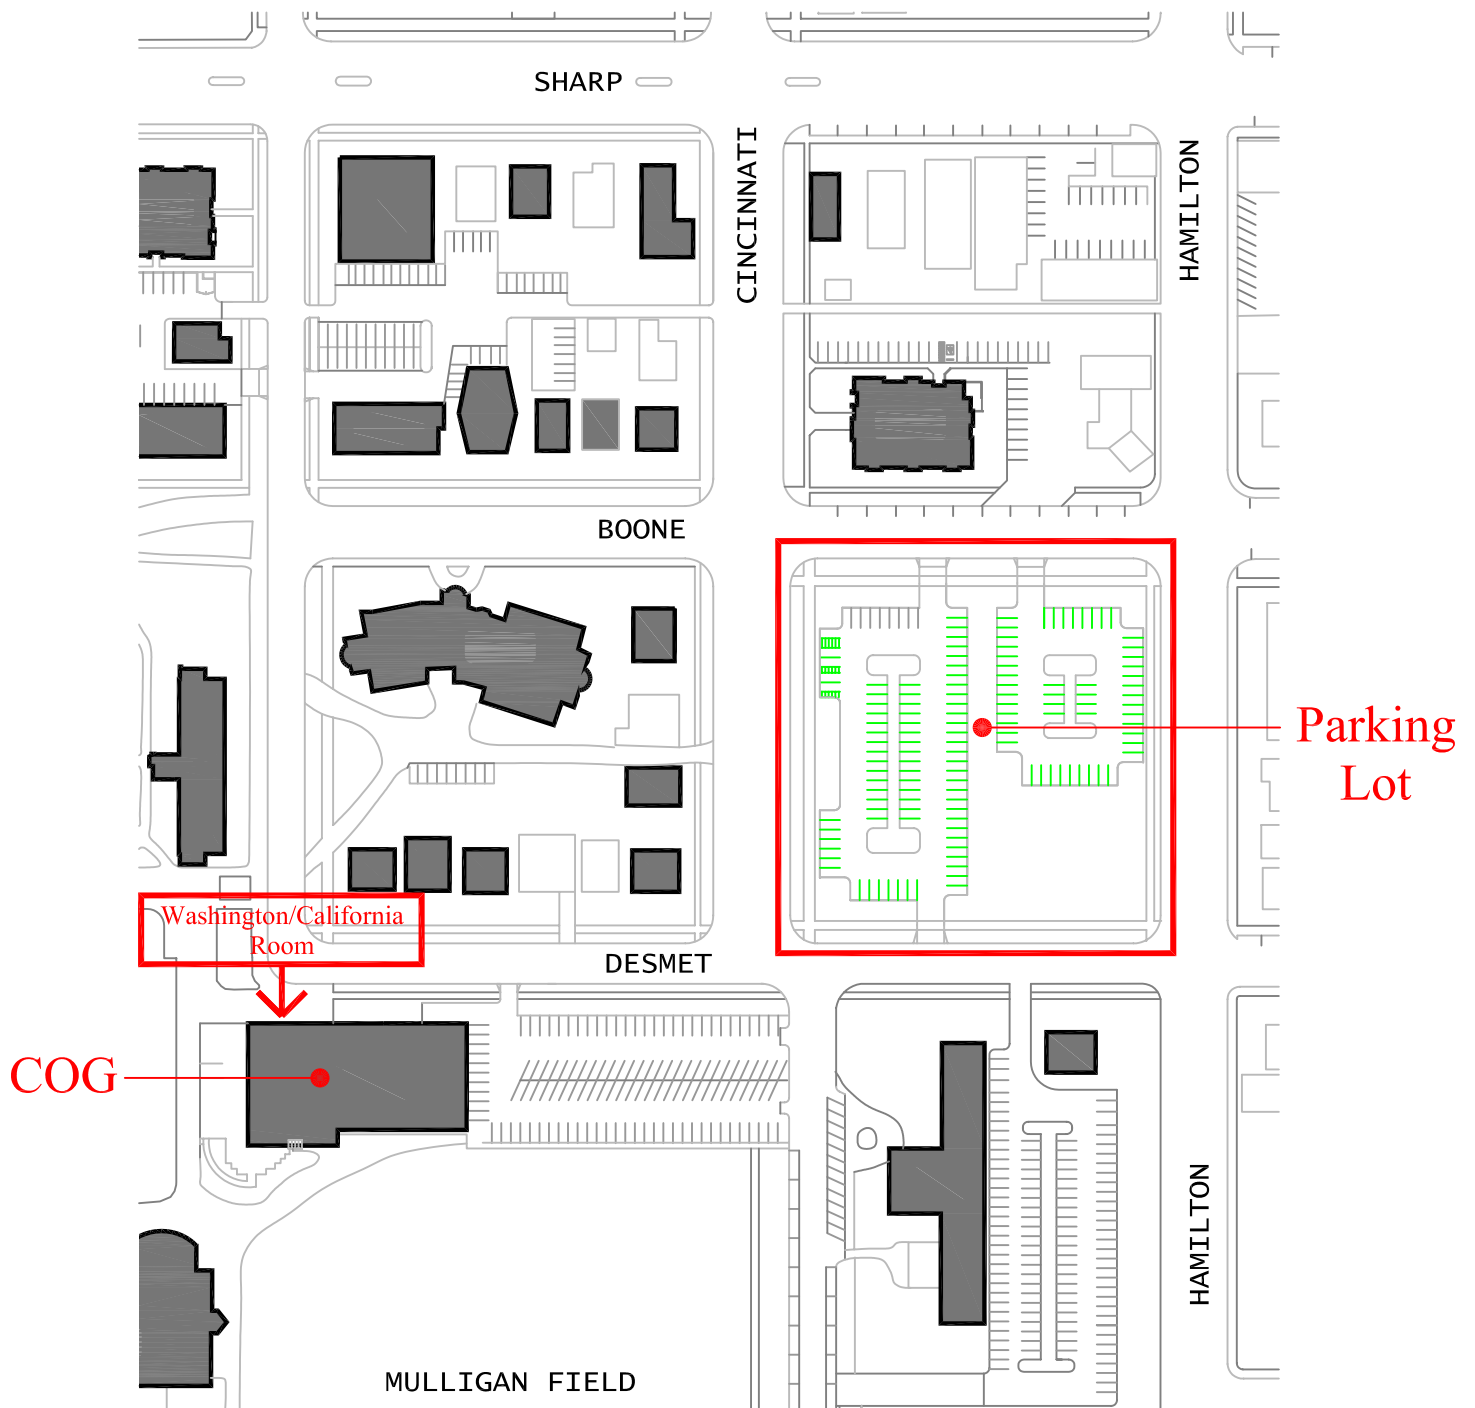 SHARP
CINCINNATI
HAMILTON
BOONE
Parking
Lot
Washington/California
Room
DESMET
COG
HAMILTON
MULLIGAN FIELD